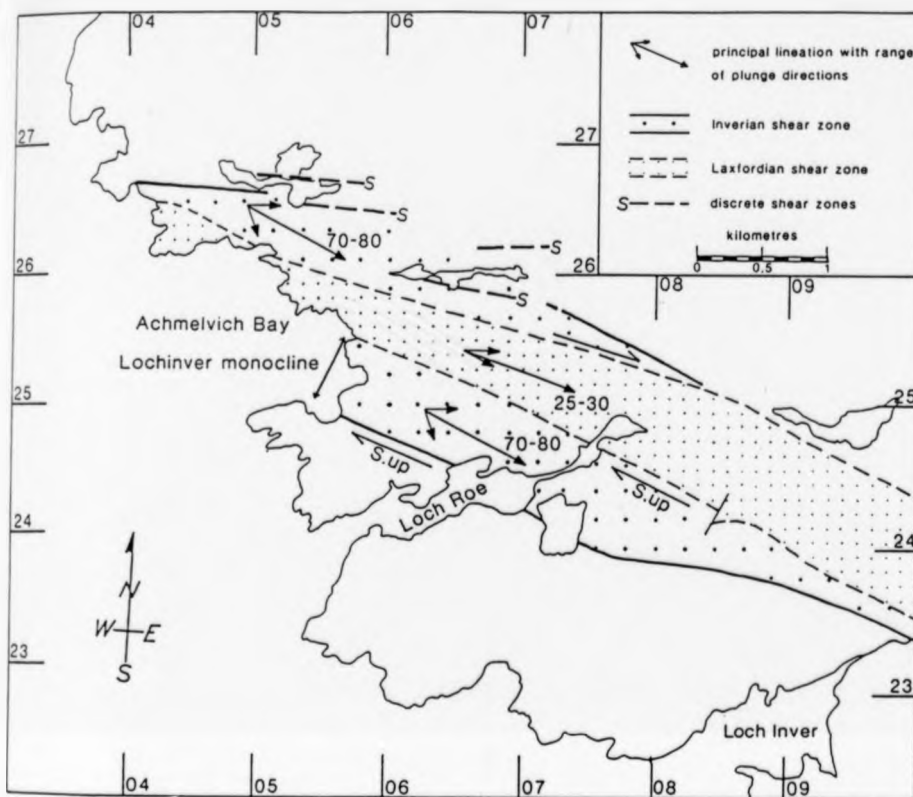 04
05
06
07
principal lineation with range
of plunge directions
Inverian shear zone
Laxfordian shear zone
S discrete shear zones
kilometres
0 0.5 1
27
27
S
S
70-80
S
26
26
S
08
09
Achmelvich Bay
Lochinver monocline
25
25
25-30
70-80
S.up
S.up
Loch Roe
24
24
N
W E
S
23
23
Loch Inver
04
05
06
07
08
09